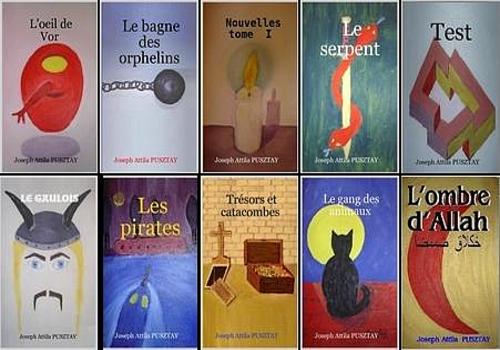 L'oeil de
Vor
Joseph Attila PUSZTAY
Le bagne
des
orphelins
Joseph Attila PUSZTAY
Nouvelles
tome I
Joseph Attila PUSZTAY
Le
serpent
Joseph Attila PUSZTAY
Test
Joseph Attila PUSZTAY
LE GAULOIS
Joseph Attila PUSZTAY
Les
pirates
Joseph Attila PUSZTAY
Trésors et
catacombes
Joseph Attila PUSZTAY
Le gang des
animaux
Joseph Attila PUSZTAY
L'ombre
d'Allah
Joseph Attila PUSZTAY